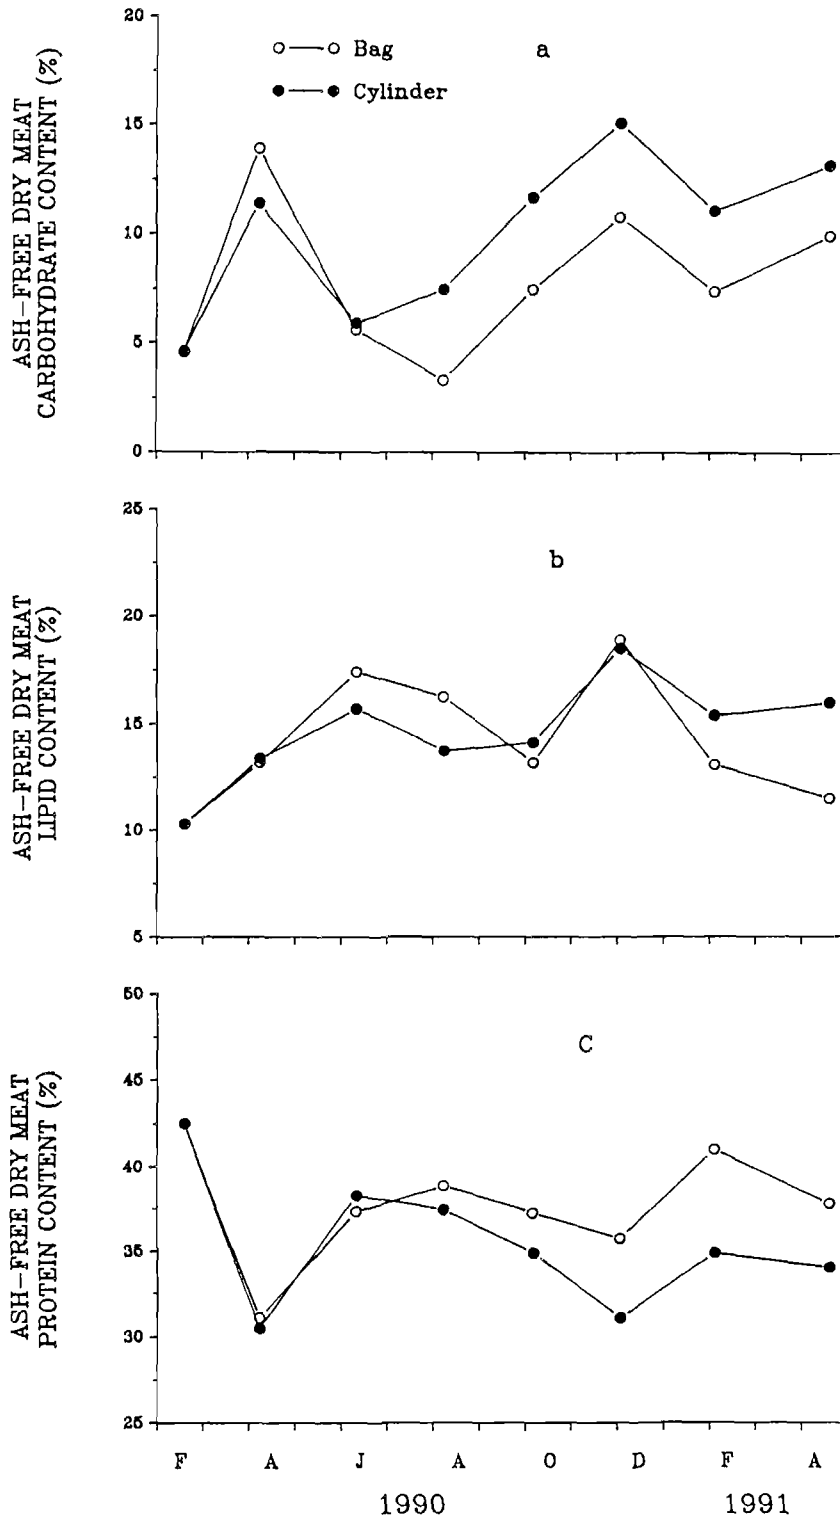 20
15
10
5
0
ASH-FREE DRY MEAT
CARBOHYDRATE CONTENT (%)
Bag
Cylinder
a
25
20
15
10
5
ASH-FREE DRY MEAT
LIPID CONTENT (%)
b
50
45
40
35
30
25
ASH-FREE DRY MEAT
PROTEIN CONTENT (%)
C
F A J A O D F A
1990 1991